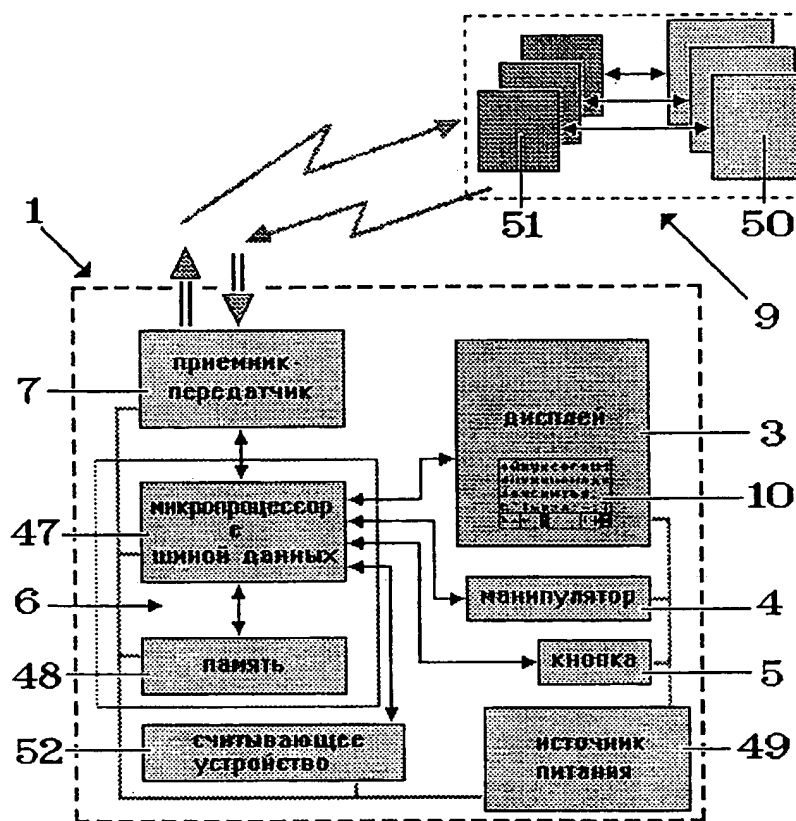 51
50
1
9
приемник-
передатчик
7
дисплей
3
10
микропроцессор
с
шиной данных
47
6
манипулятор
4
память
48
кнопка
5
считывающее
устройство
52
источник
питания
49